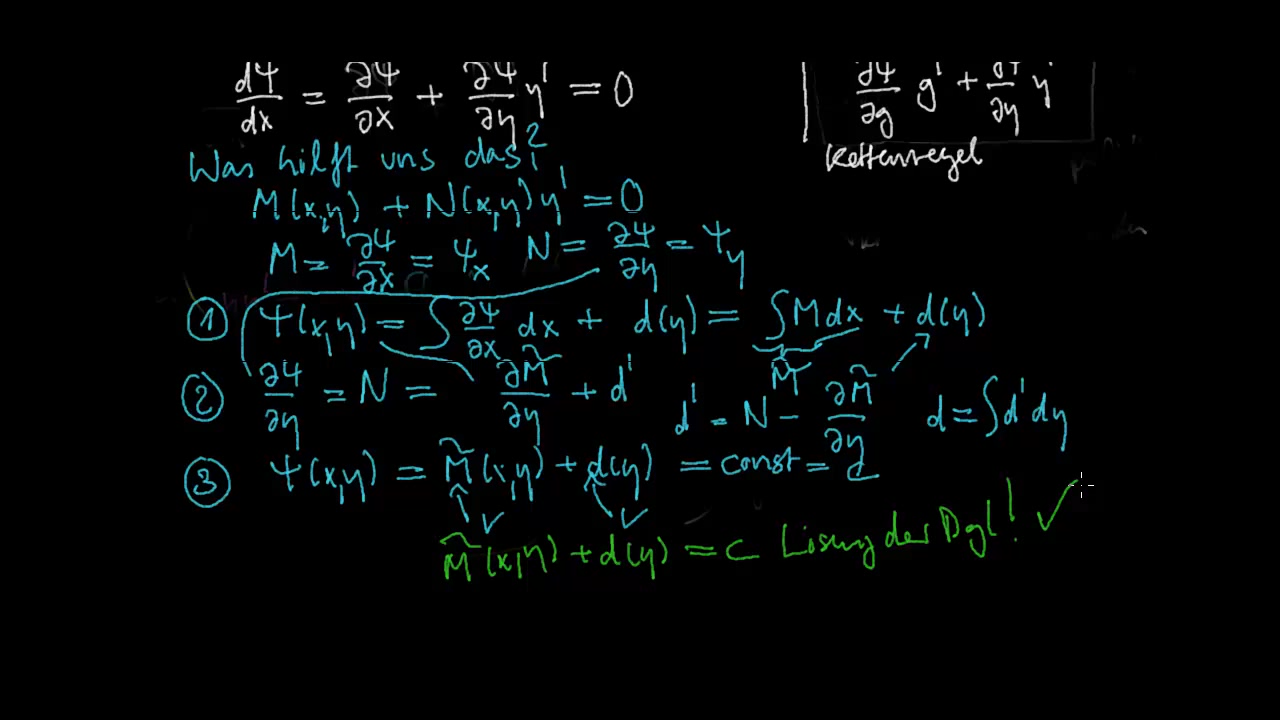 dΨ/dx = ∂Ψ/∂x + ∂Ψ/∂y y' = 0
∂Ψ/∂g g' + ∂Ψ/∂y y'
Kettenregel
Was hilft uns das?
M(x,y) + N(x,y)y' = 0
M = ∂Ψ/∂x = Ψx N = ∂Ψ/∂y = Ψy
① Ψ(x,y) = ∫ ∂Ψ/∂x dx + d(y) = ∫M dx + d(y)
M̃
② ∂Ψ/∂y = N = ∂M̃/∂y + d' d' = N - ∂M̃/∂y d = ∫d'dy
③ Ψ(x,y) = M̃(x,y) + d(y) = const = c
✓ ✓
M̃(x,y) + d(y) = c Lösung der Dgl! ✓